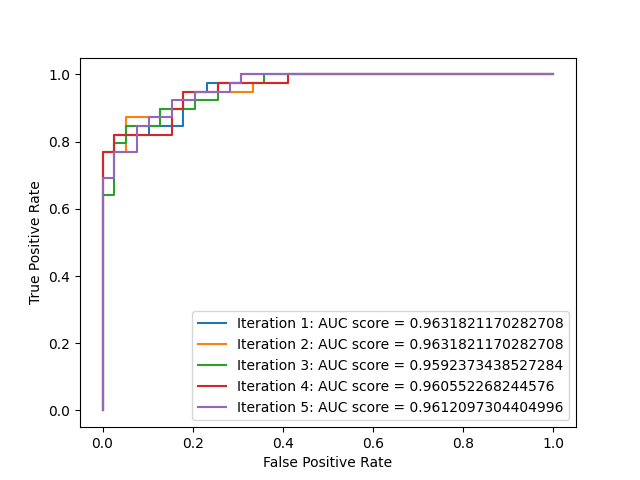 1.0
0.8
0.6
0.4
0.2
0.0
True Positive Rate
Iteration 1: AUC score = 0.9631821170282708
Iteration 2: AUC score = 0.9631821170282708
Iteration 3: AUC score = 0.9592373438527284
Iteration 4: AUC score = 0.960552268244576
Iteration 5: AUC score = 0.9612097304404996
0.0 0.2 0.4 0.6 0.8 1.0
False Positive Rate